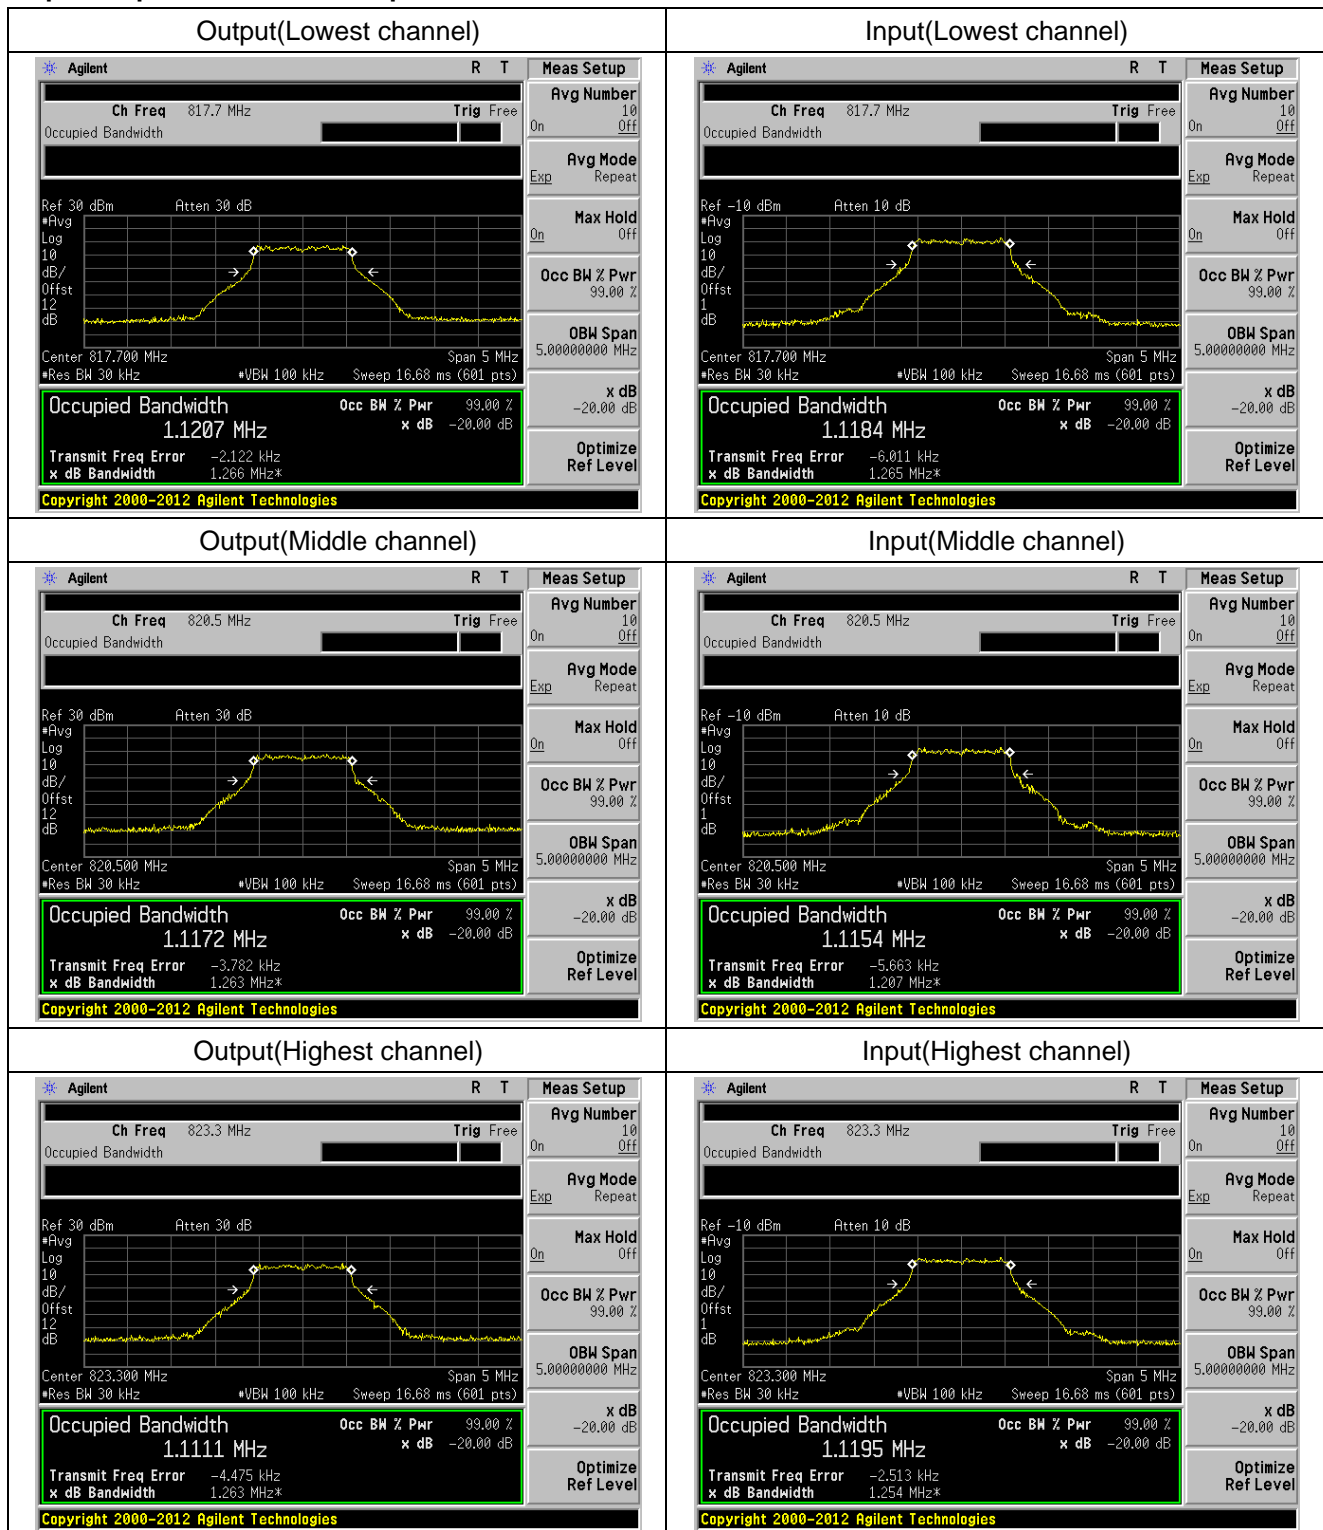 Output(Lowest channel)
Input(Lowest channel)
Agilent R T Meas Setup
Ch Freq 817.7 MHz Trig Free
Occupied Bandwidth
Avg Number
10
On Off
Avg Mode
Exp Repeat
Ref 30 dBm Atten 30 dB
#Avg
Log
10
dB/
Offst
12
dB
Max Hold
On Off
Occ BW % Pwr
99.00 %
OBW Span
5.00000000 MHz
Center 817.700 MHz Span 5 MHz
#Res BW 30 kHz #VBW 100 kHz Sweep 16.68 ms (601 pts)
x dB
-20.00 dB
Occupied Bandwidth Occ BW % Pwr 99.00 %
1.1207 MHz x dB -20.00 dB
Transmit Freq Error -2.122 kHz
x dB Bandwidth 1.266 MHz*
Optimize
Ref Level
Copyright 2000-2012 Agilent Technologies
Agilent R T Meas Setup
Ch Freq 817.7 MHz Trig Free
Occupied Bandwidth
Avg Number
10
On Off
Avg Mode
Exp Repeat
Ref -10 dBm Atten 10 dB
#Avg
Log
10
dB/
Offst
1
dB
Max Hold
On Off
Occ BW % Pwr
99.00 %
OBW Span
5.00000000 MHz
Center 817.700 MHz Span 5 MHz
#Res BW 30 kHz #VBW 100 kHz Sweep 16.68 ms (601 pts)
x dB
-20.00 dB
Occupied Bandwidth Occ BW % Pwr 99.00 %
1.1184 MHz x dB -20.00 dB
Transmit Freq Error -6.011 kHz
x dB Bandwidth 1.265 MHz*
Optimize
Ref Level
Copyright 2000-2012 Agilent Technologies
Output(Middle channel)
Input(Middle channel)
Agilent R T Meas Setup
Ch Freq 820.5 MHz Trig Free
Occupied Bandwidth
Avg Number
10
On Off
Avg Mode
Exp Repeat
Ref 30 dBm Atten 30 dB
#Avg
Log
10
dB/
Offst
12
dB
Max Hold
On Off
Occ BW % Pwr
99.00 %
OBW Span
5.00000000 MHz
Center 820.500 MHz Span 5 MHz
#Res BW 30 kHz #VBW 100 kHz Sweep 16.68 ms (601 pts)
x dB
-20.00 dB
Occupied Bandwidth Occ BW % Pwr 99.00 %
1.1172 MHz x dB -20.00 dB
Transmit Freq Error -3.782 kHz
x dB Bandwidth 1.263 MHz*
Optimize
Ref Level
Copyright 2000-2012 Agilent Technologies
Agilent R T Meas Setup
Ch Freq 820.5 MHz Trig Free
Occupied Bandwidth
Avg Number
10
On Off
Avg Mode
Exp Repeat
Ref -10 dBm Atten 10 dB
#Avg
Log
10
dB/
Offst
1
dB
Max Hold
On Off
Occ BW % Pwr
99.00 %
OBW Span
5.00000000 MHz
Center 820.500 MHz Span 5 MHz
#Res BW 30 kHz #VBW 100 kHz Sweep 16.68 ms (601 pts)
x dB
-20.00 dB
Occupied Bandwidth Occ BW % Pwr 99.00 %
1.1154 MHz x dB -20.00 dB
Transmit Freq Error -5.663 kHz
x dB Bandwidth 1.207 MHz*
Optimize
Ref Level
Copyright 2000-2012 Agilent Technologies
Output(Highest channel)
Input(Highest channel)
Agilent R T Meas Setup
Ch Freq 823.3 MHz Trig Free
Occupied Bandwidth
Avg Number
10
On Off
Avg Mode
Exp Repeat
Ref 30 dBm Atten 30 dB
#Avg
Log
10
dB/
Offst
12
dB
Max Hold
On Off
Occ BW % Pwr
99.00 %
OBW Span
5.00000000 MHz
Center 823.300 MHz Span 5 MHz
#Res BW 30 kHz #VBW 100 kHz Sweep 16.68 ms (601 pts)
x dB
-20.00 dB
Occupied Bandwidth Occ BW % Pwr 99.00 %
1.1111 MHz x dB -20.00 dB
Transmit Freq Error -4.475 kHz
x dB Bandwidth 1.263 MHz*
Optimize
Ref Level
Copyright 2000-2012 Agilent Technologies
Agilent R T Meas Setup
Ch Freq 823.3 MHz Trig Free
Occupied Bandwidth
Avg Number
10
On Off
Avg Mode
Exp Repeat
Ref -10 dBm Atten 10 dB
#Avg
Log
10
dB/
Offst
1
dB
Max Hold
On Off
Occ BW % Pwr
99.00 %
OBW Span
5.00000000 MHz
Center 823.300 MHz Span 5 MHz
#Res BW 30 kHz #VBW 100 kHz Sweep 16.68 ms (601 pts)
x dB
-20.00 dB
Occupied Bandwidth Occ BW % Pwr 99.00 %
1.1195 MHz x dB -20.00 dB
Transmit Freq Error -2.513 kHz
x dB Bandwidth 1.254 MHz*
Optimize
Ref Level
Copyright 2000-2012 Agilent Technologies